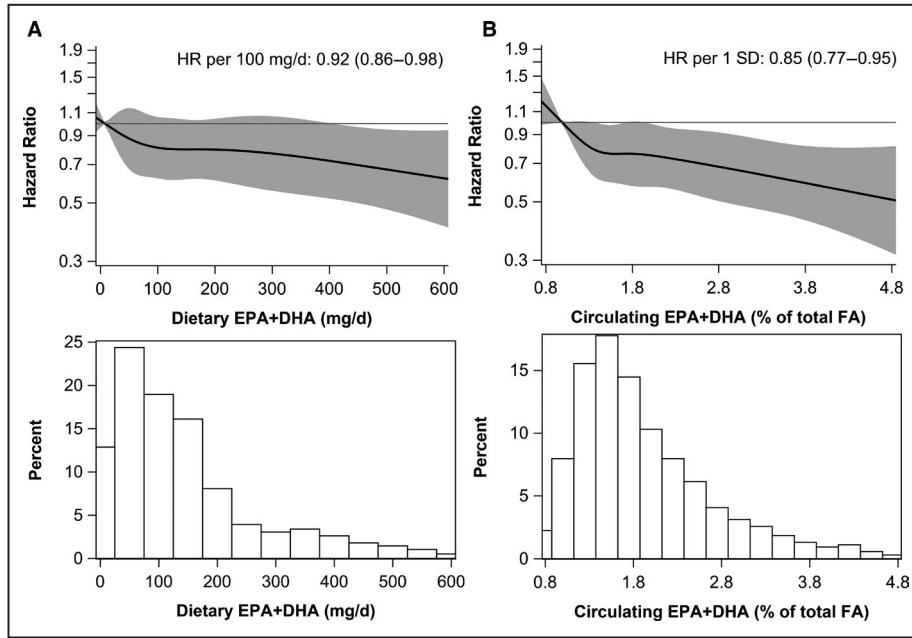 A
HR per 100 mg/d: 0.92 (0.86–0.98)
Hazard Ratio
1.9
1.5
1.1
0.9
0.7
0.5
0.3
0 100 200 300 400 500 600
Dietary EPA+DHA (mg/d)
B
HR per 1 SD: 0.85 (0.77–0.95)
Hazard Ratio
1.9
1.5
1.1
0.9
0.7
0.5
0.3
0.8 1.8 2.8 3.8 4.8
Circulating EPA+DHA (% of total FA)
Percent
25
20
15
10
5
0
0 100 200 300 400 500 600
Dietary EPA+DHA (mg/d)
Percent
15
10
5
0
0.8 1.8 2.8 3.8 4.8
Circulating EPA+DHA (% of total FA)